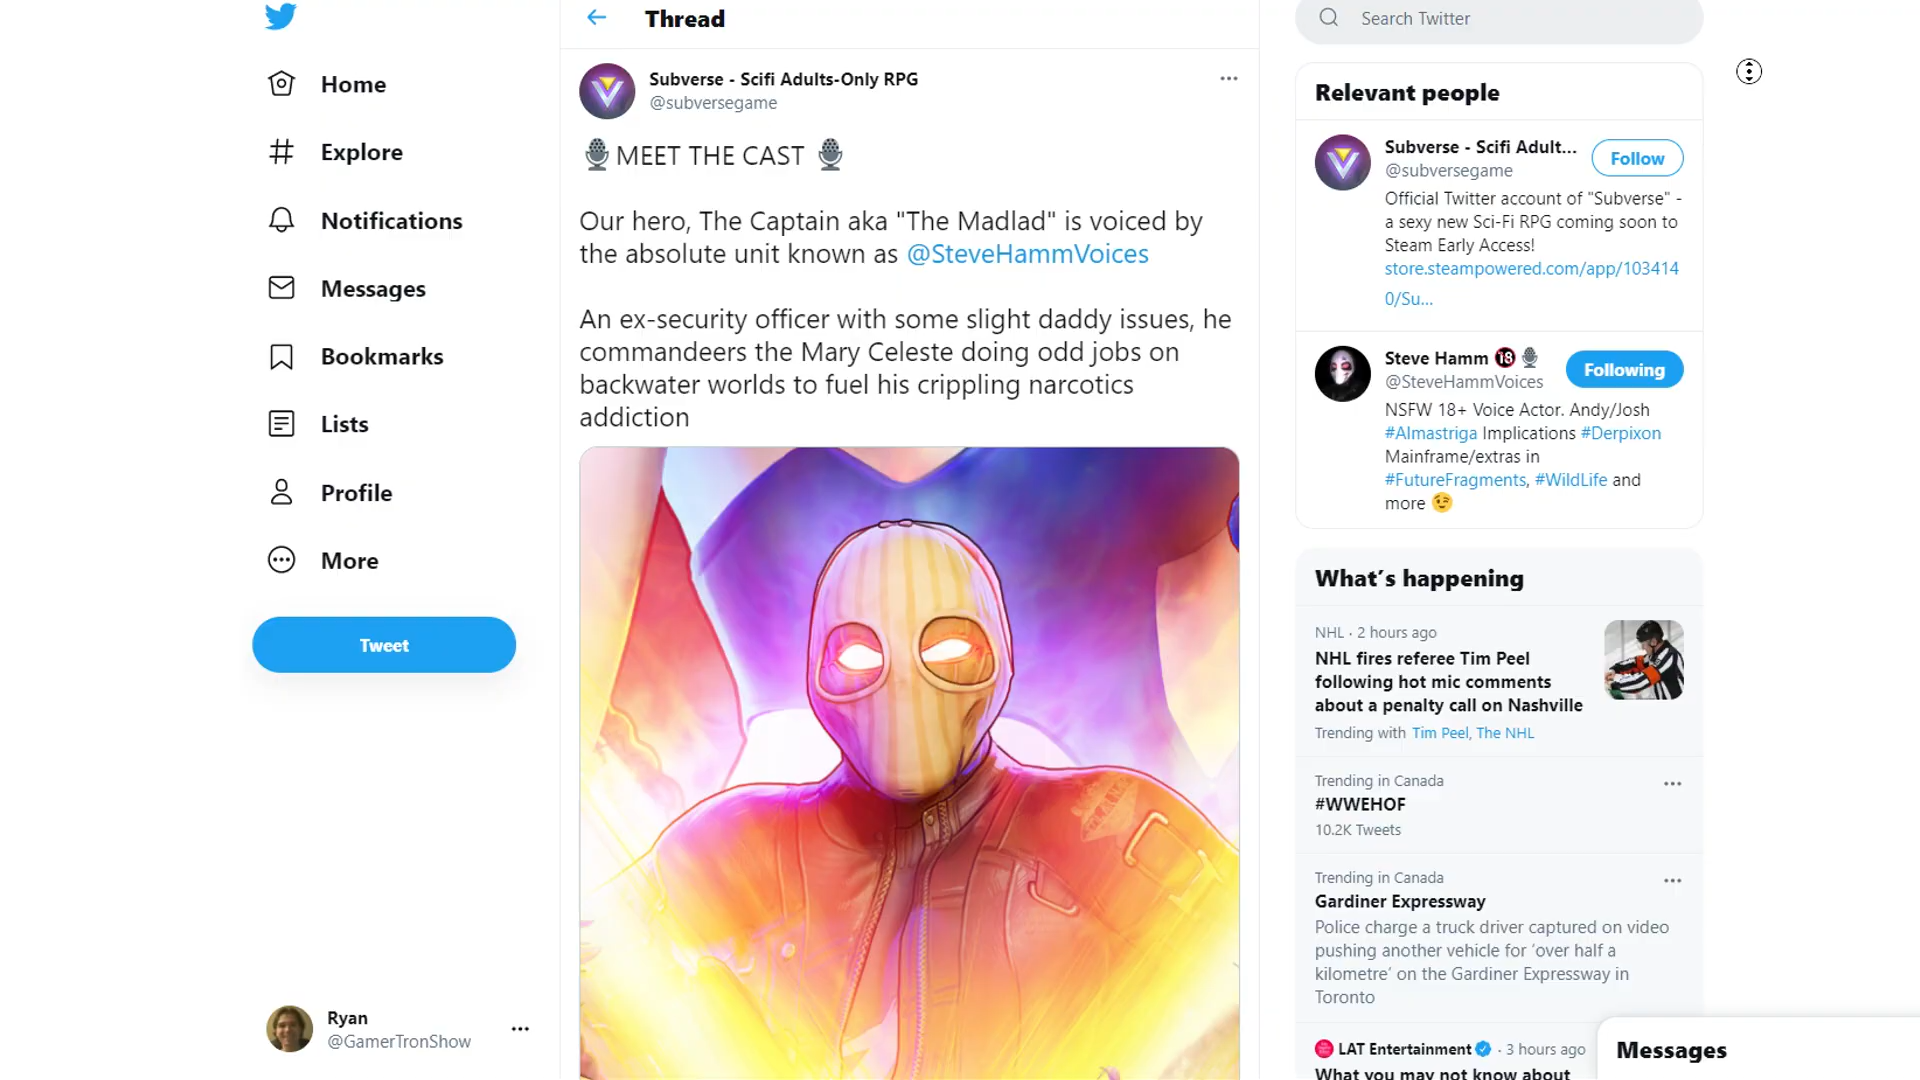 Home
Explore
Notifications
Messages
Bookmarks
Lists
Profile
More
Tweet
Ryan
@GamerTronShow
Thread
Subverse - Scifi Adults-Only RPG
@subversegame
🎙MEET THE CAST 🎙
Our hero, The Captain aka "The Madlad" is voiced by
the absolute unit known as @SteveHammVoices
An ex-security officer with some slight daddy issues, he
commandeers the Mary Celeste doing odd jobs on
backwater worlds to fuel his crippling narcotics
addiction
Search Twitter
Relevant people
Subverse - Scifi Adult...
@subversegame
Follow
Official Twitter account of "Subverse" -
a sexy new Sci-Fi RPG coming soon to
Steam Early Access!
store.steampowered.com/app/103414
0/Su...
Steve Hamm 🔞 🎙
@SteveHammVoices
Following
NSFW 18+ Voice Actor. Andy/Josh
#Almastriga Implications #Derpixon
Mainframe/extras in
#FutureFragments, #WildLife and
more 😉
What's happening
NHL · 2 hours ago
NHL fires referee Tim Peel
following hot mic comments
about a penalty call on Nashville
Trending with Tim Peel, The NHL
Trending in Canada
#WWEHOF
10.2K Tweets
Trending in Canada
Gardiner Expressway
Police charge a truck driver captured on video
pushing another vehicle for 'over half a
kilometre' on the Gardiner Expressway in
Toronto
LAT Entertainment · 3 hours ago
What you may not know about
Messages